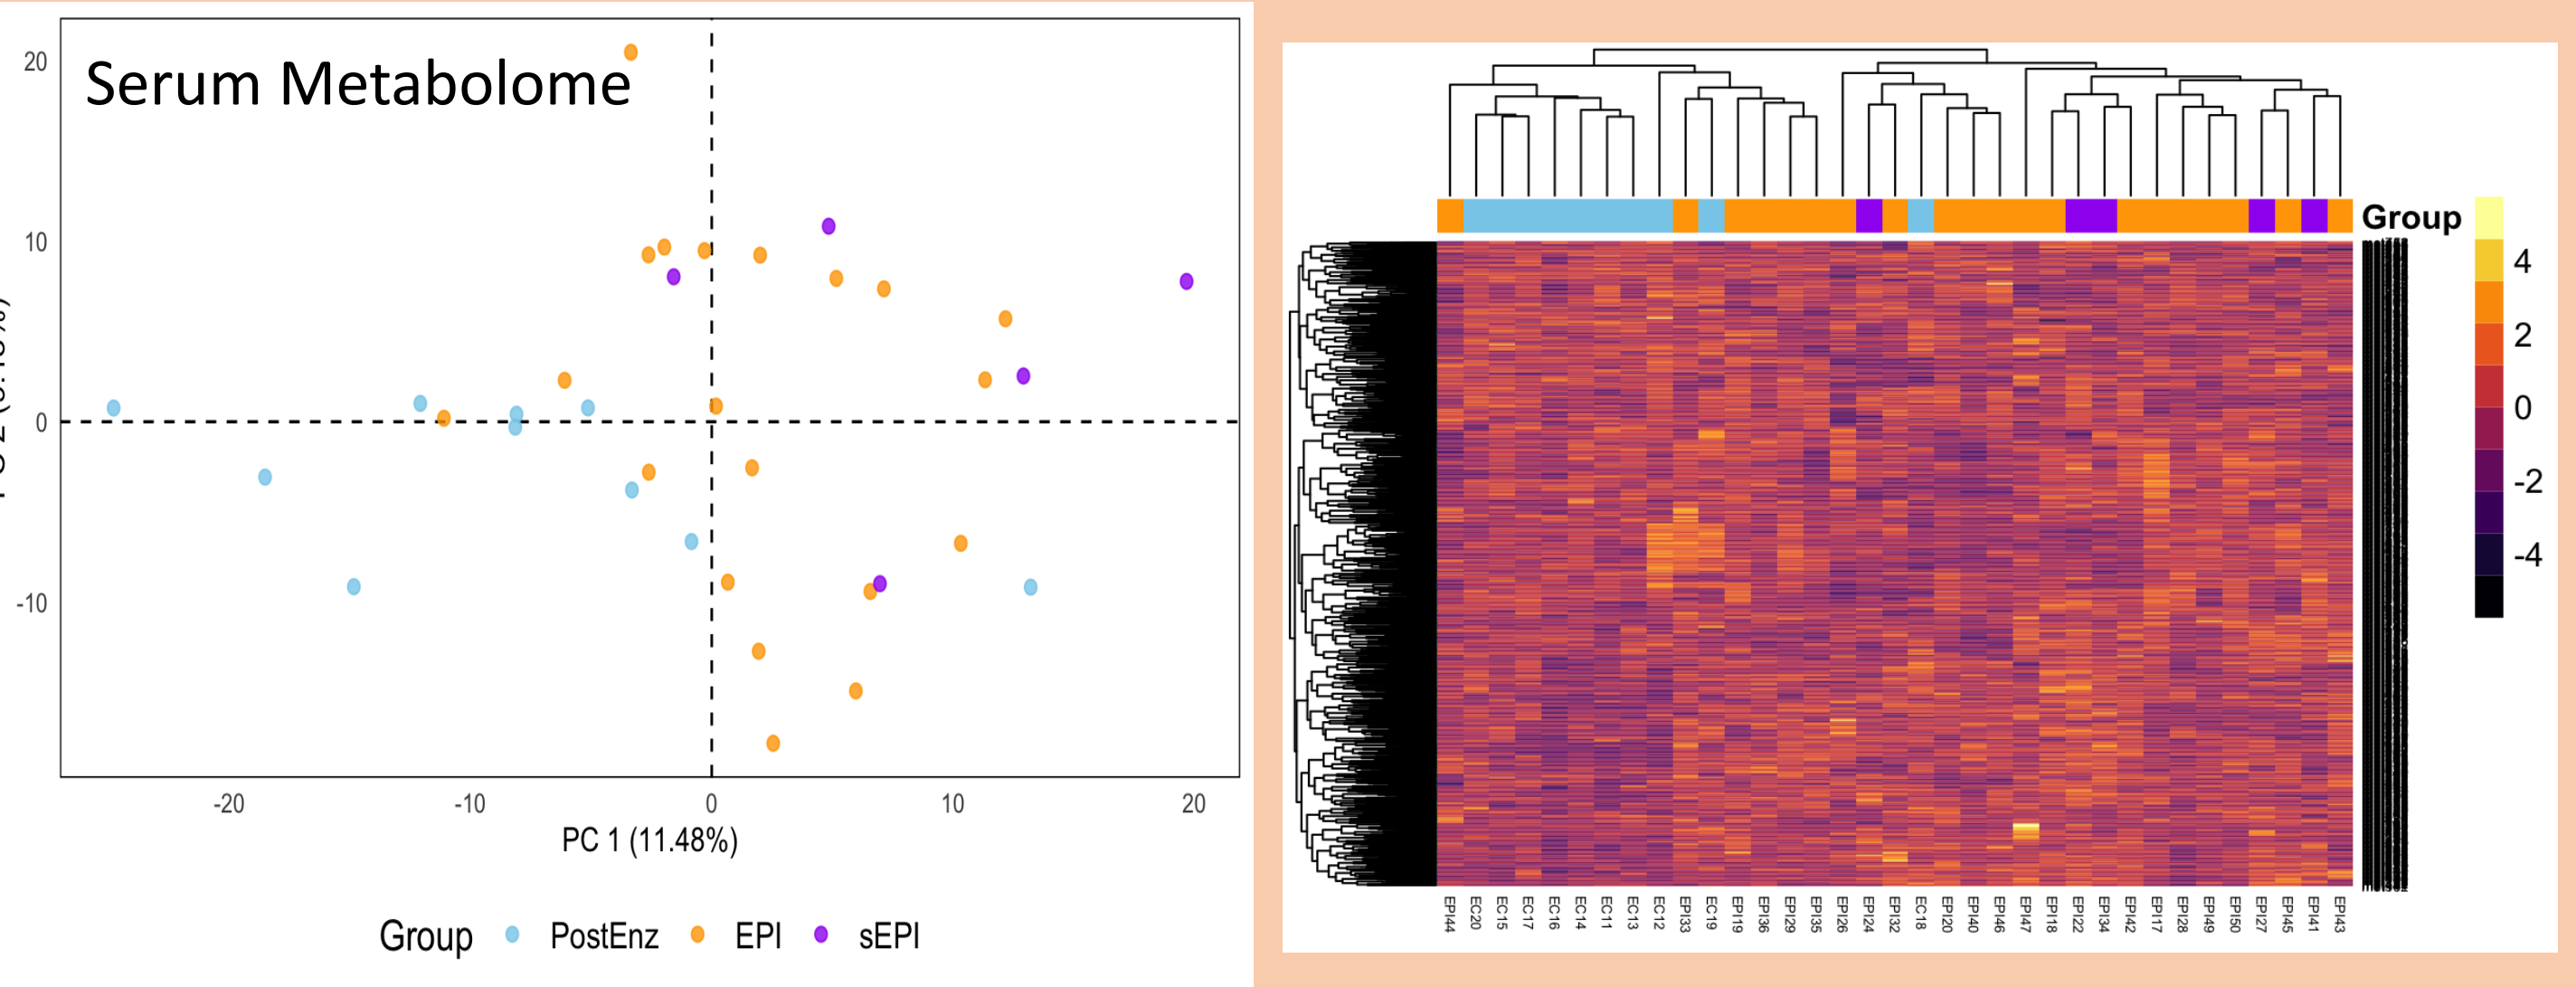 Serum Metabolome
20
10
0
-10
-20
-10
0
10
20
PC 1 (11.48%)
Group
PostEnz
EPI
sEPI
Group
4
2
0
-2
-4
EPI44
EC20
EC15
EC17
EC16
EC14
EC11
EC13
EC12
EPI33
EC19
EPI19
EPI36
EPI29
EPI35
EPI26
EPI24
EPI32
EC18
EPI20
EPI40
EPI46
EPI47
EPI18
EPI22
EPI34
EPI42
EPI17
EPI28
EPI49
EPI50
EPI27
EPI45
EPI41
EPI43